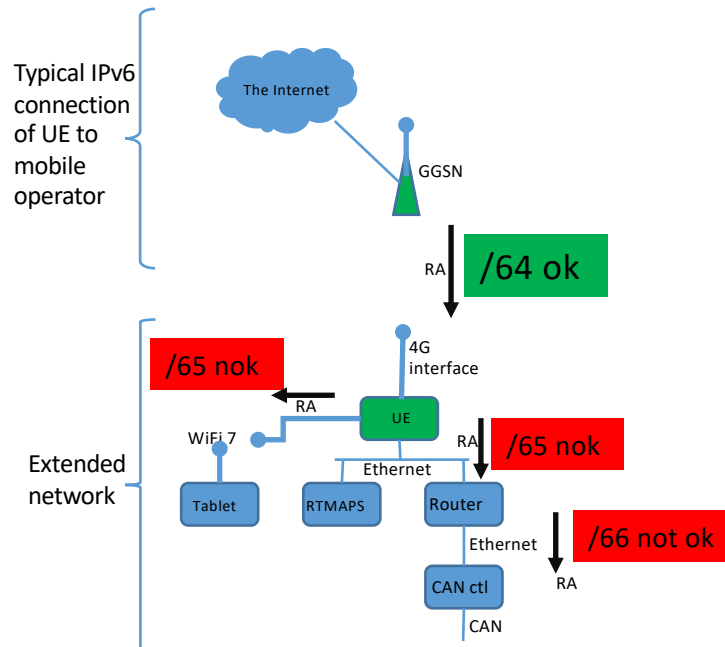 Typical IPv6
connection
of UE to
mobile
operator
The Internet
GGSN
RA
/64 ok
4G
interface
/65 nok
RA
UE
WiFi 7
RA
/65 nok
Extended
network
Ethernet
Tablet
RTMAPS
Router
Ethernet
/66 not ok
RA
CAN ctl
CAN